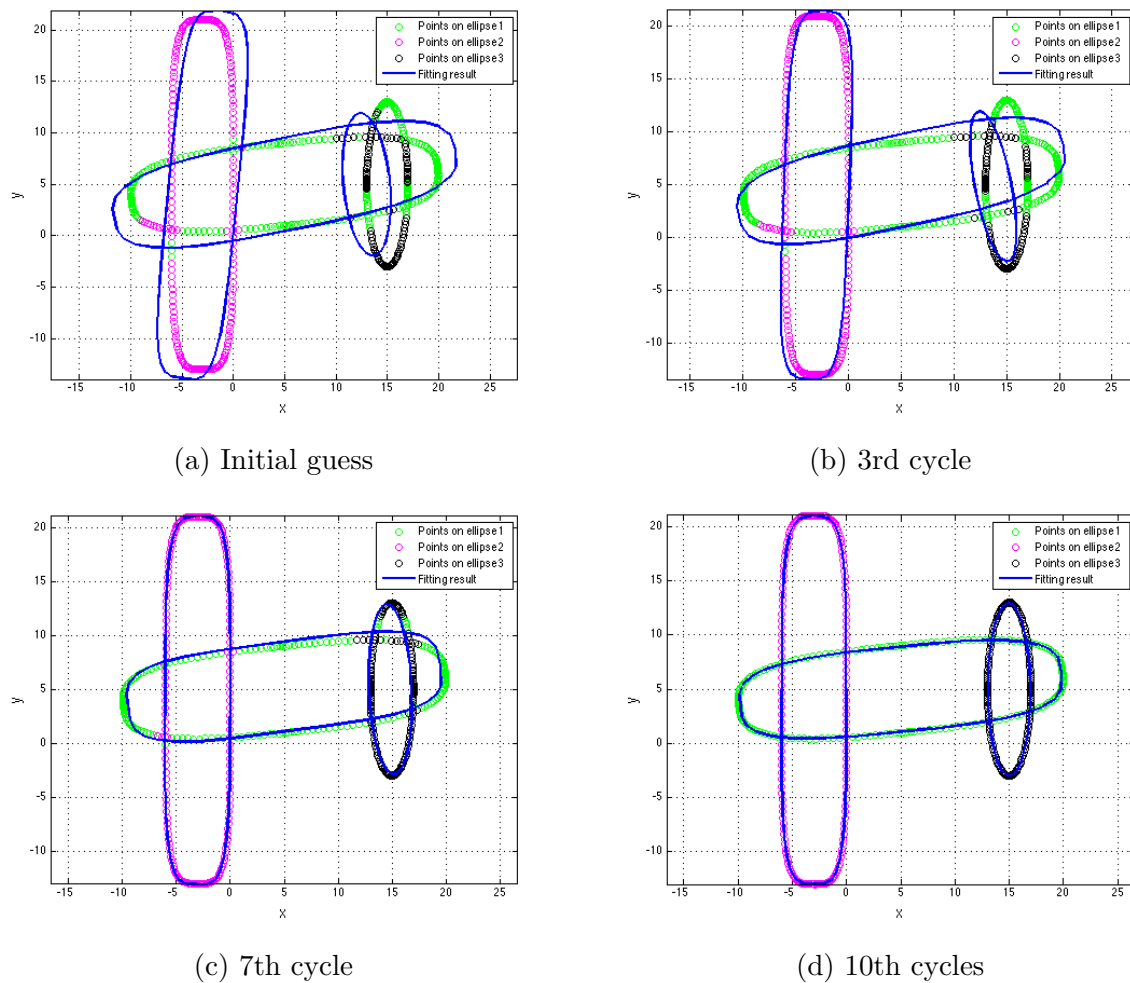 20
15
10
5
0
-5
-10
y
-15
-10
-5
0
5
10
15
20
25
x
Points on ellipse1
Points on ellipse2
Points on ellipse3
Fitting result
(a) Initial guess
20
15
10
5
0
-5
-10
y
-15
-10
-5
0
5
10
15
20
25
x
Points on ellipse1
Points on ellipse2
Points on ellipse3
Fitting result
(b) 3rd cycle
20
15
10
5
0
-5
-10
y
-15
-10
-5
0
5
10
15
20
25
x
Points on ellipse1
Points on ellipse2
Points on ellipse3
Fitting result
(c) 7th cycle
20
15
10
5
0
-5
-10
y
-15
-10
-5
0
5
10
15
20
25
x
Points on ellipse1
Points on ellipse2
Points on ellipse3
Fitting result
(d) 10th cycles